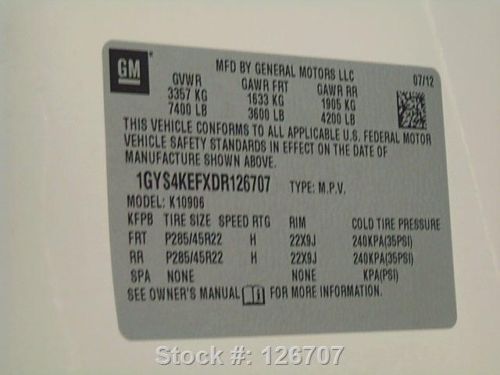 GM
MFD BY GENERAL MOTORS LLC 07/12
GVWR GAWR FRT GAWR RR
3357 KG 1633 KG 1905 KG
7400 LB 3600 LB 4200 LB
THIS VEHICLE CONFORMS TO ALL APPLICABLE U.S. FEDERAL MOTOR
VEHICLE SAFETY STANDARDS IN EFFECT ON THE DATE OF
MANUFACTURE SHOWN ABOVE.
1GYS4KEFXDR126707 TYPE: M.P.V.
MODEL: K10906
KFPB TIRE SIZE SPEED RTG RIM COLD TIRE PRESSURE
FRT P285/45R22 H 22X9J 240KPA(35PSI)
RR P285/45R22 H 22X9J 240KPA(35PSI)
SPA NONE NONE KPA(PSI)
SEE OWNER'S MANUAL FOR MORE INFORMATION.
Stock #: 126707